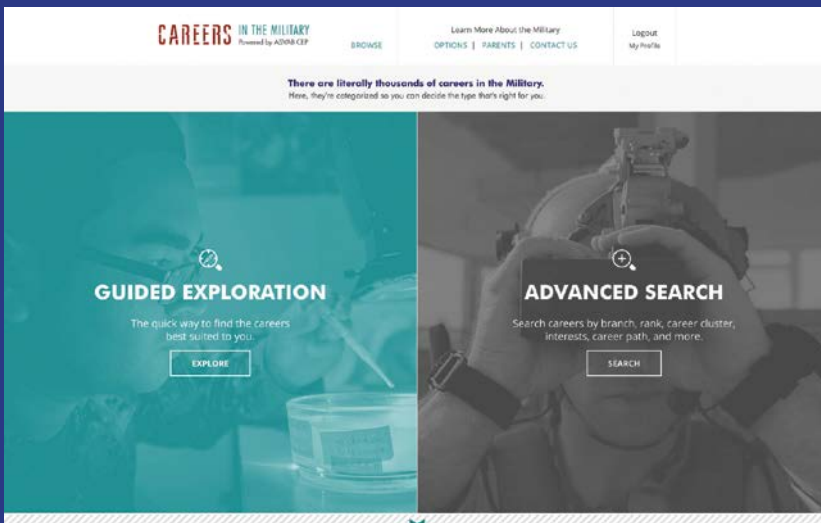 CAREERS IN THE MILITARY
Powered by ASVAB CEP
BROWSE
Learn More About the Military
OPTIONS | PARENTS | CONTACT US
Logout
My Profile
There are literally thousands of careers in the Military.
Here, they're categorized so you can decide the type that's right for you.
GUIDED EXPLORATION
The quick way to find the careers
best suited to you.
EXPLORE
ADVANCED SEARCH
Search careers by branch, rank, career cluster,
interests, career path, and more.
SEARCH